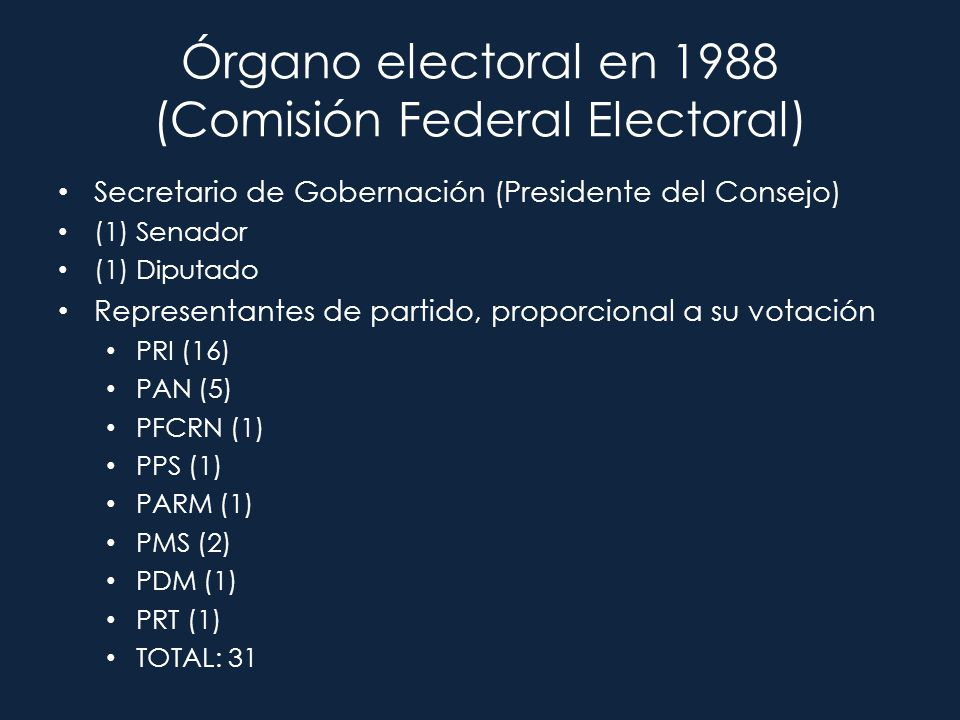 Órgano electoral en 1988
(Comisión Federal Electoral)
• Secretario de Gobernación (Presidente del Consejo)
• (1) Senador
• (1) Diputado
• Representantes de partido, proporcional a su votación
• PRI (16)
• PAN (5)
• PFCRN (1)
• PPS (1)
• PARM (1)
• PMS (2)
• PDM (1)
• PRT (1)
• TOTAL: 31